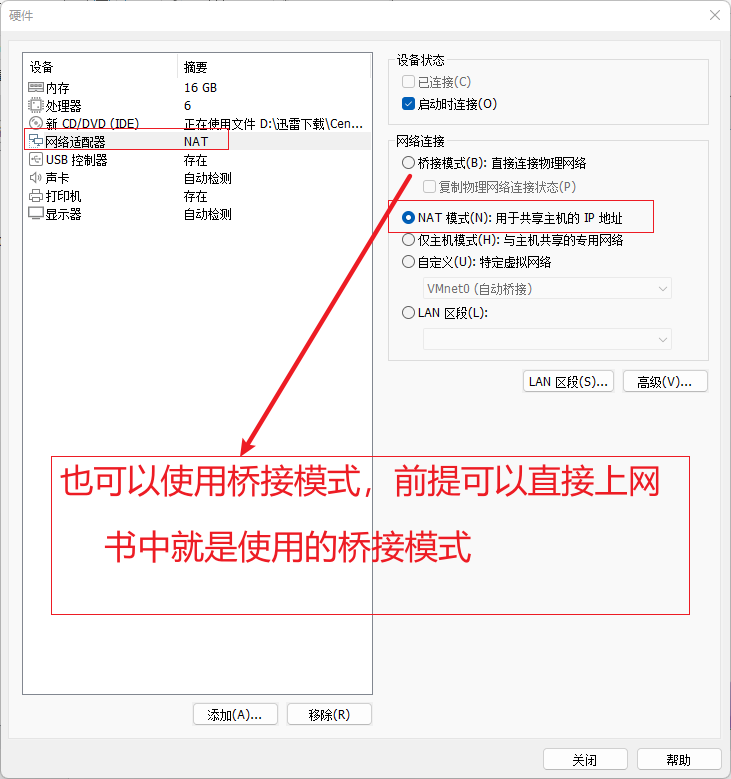 硬件
设备 摘要
内存 16 GB
处理器 6
新 CD/DVD (IDE) 正在使用文件 D:\迅雷下载\Cen...
网络适配器 NAT
USB 控制器 存在
声卡 自动检测
打印机 存在
显示器 自动检测
添加(A)... 移除(R)
设备状态
已连接(C)
启动时连接(O)
网络连接
桥接模式(B): 直接连接物理网络
复制物理网络连接状态(P)
NAT 模式(N): 用于共享主机的 IP 地址
仅主机模式(H): 与主机共享的专用网络
自定义(U): 特定虚拟网络
VMnet0 (自动桥接)
LAN 区段(L):
LAN 区段(S)... 高级(V)...
也可以使用桥接模式，前提可以直接上网
书中就是使用的桥接模式
关闭 帮助